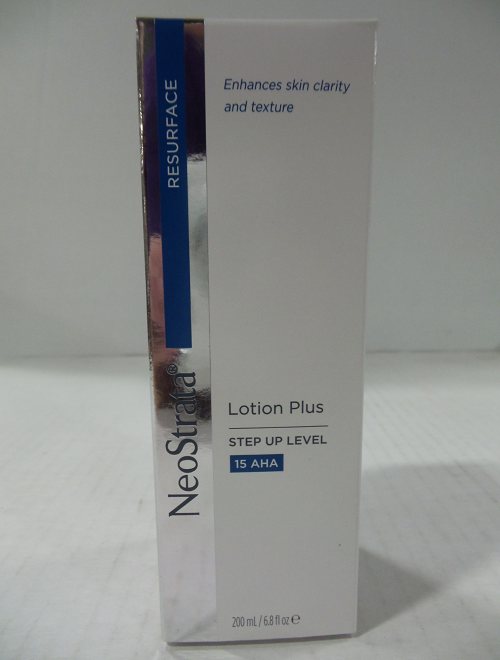 RESURFACE
Enhances skin clarity
and texture
NeoStrata®
Lotion Plus
STEP UP LEVEL
15 AHA
200 mL / 6.8 fl oz ℮